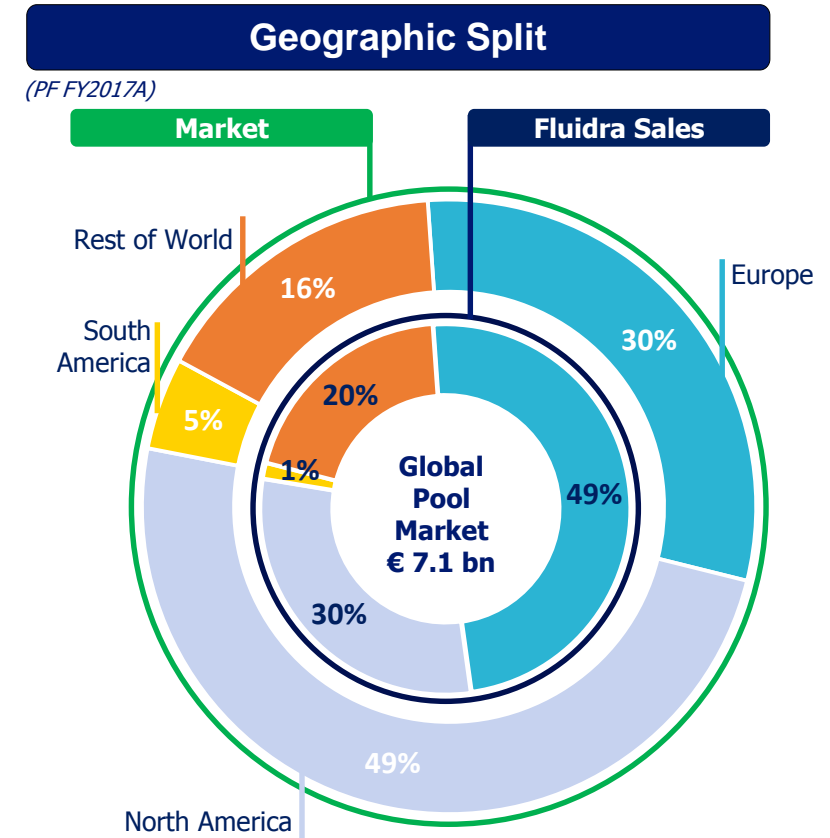 Geographic Split
(PF FY2017A)
Market
Fluidra Sales
Rest of World
Europe
South
America
North America
16%
30%
5%
49%
20%
49%
1%
30%
Global
Pool
Market
€ 7.1 bn